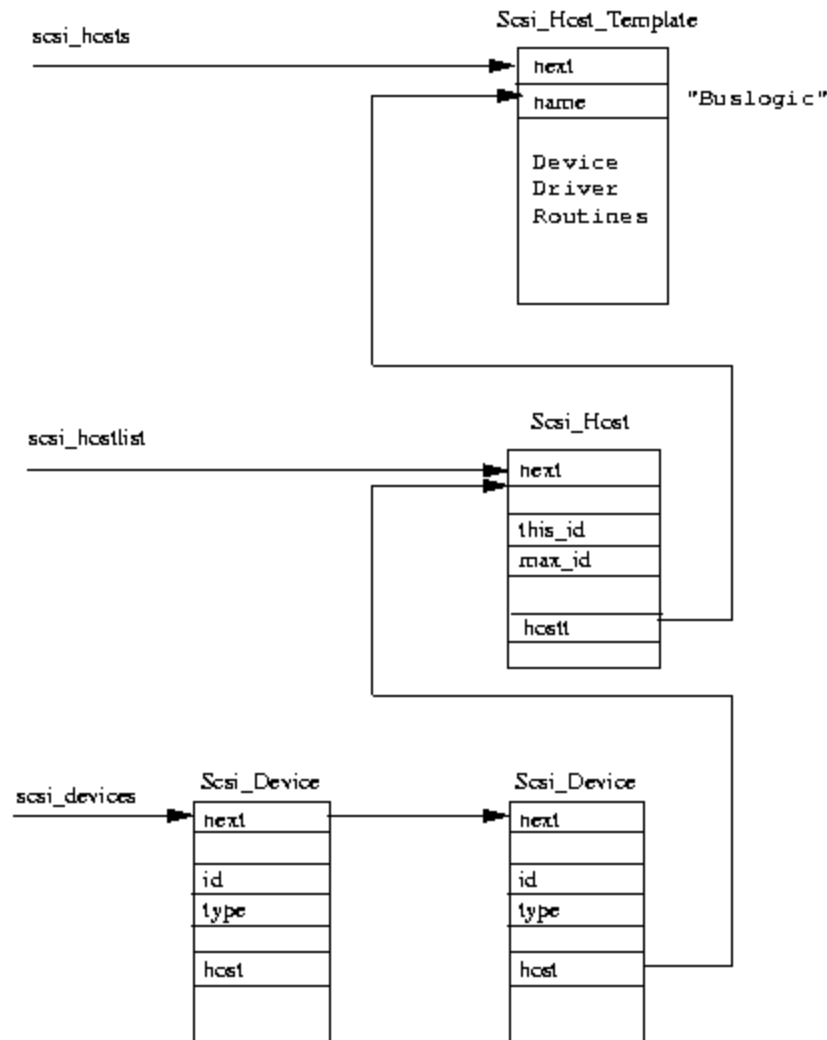 Scsi_Host_Template
scsi_hosts
next
name
"Buslogic"
Device
Driver
Routines
Scsi_Host
scsi_hostlist
next
this_id
max_id
hostt
Scsi_Device
Scsi_Device
scsi_devices
next
next
id
id
type
type
host
host